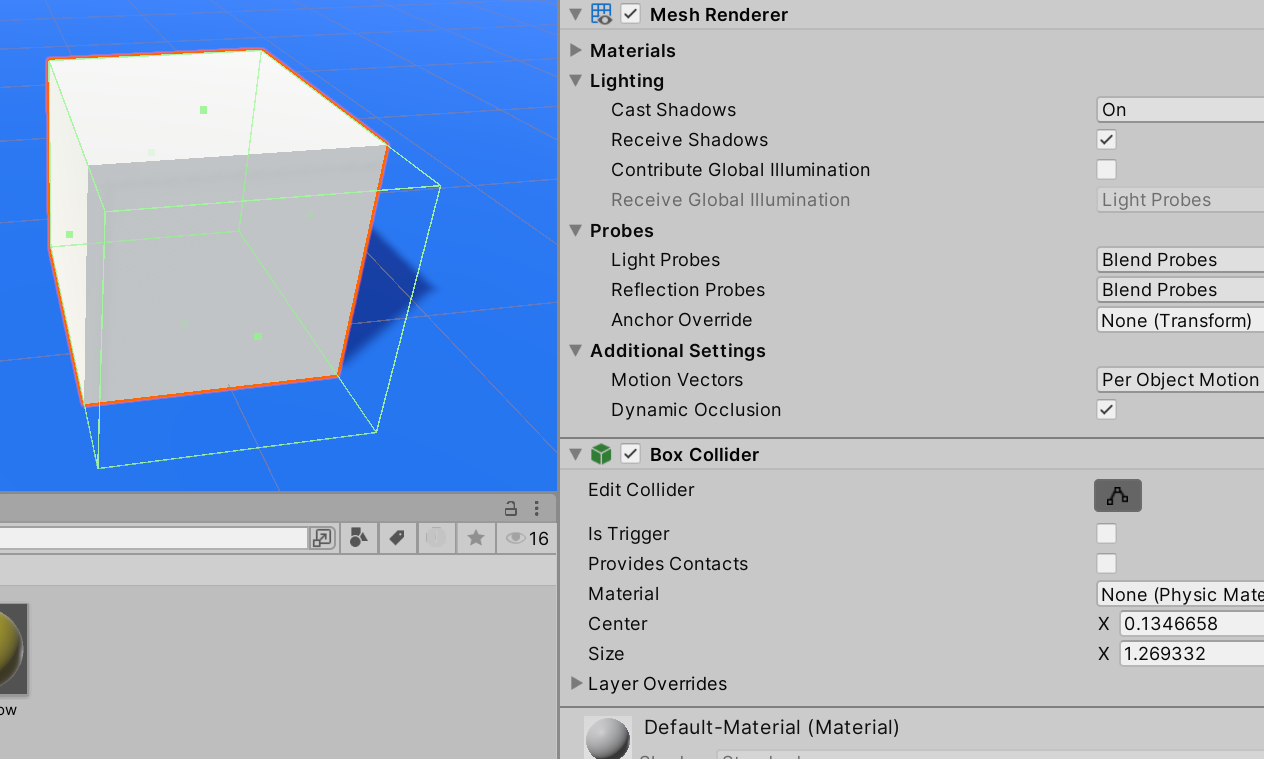 Mesh Renderer
Materials
Lighting
Cast Shadows On
Receive Shadows
Contribute Global Illumination
Receive Global Illumination Light Probes
Probes
Light Probes Blend Probes
Reflection Probes Blend Probes
Anchor Override None (Transform)
Additional Settings
Motion Vectors Per Object Motion
Dynamic Occlusion
Box Collider
Edit Collider
16
Is Trigger
Provides Contacts
Material None (Physic Mate
Center X 0.1346658
Size X 1.269332
Layer Overrides
ow
Default-Material (Material)